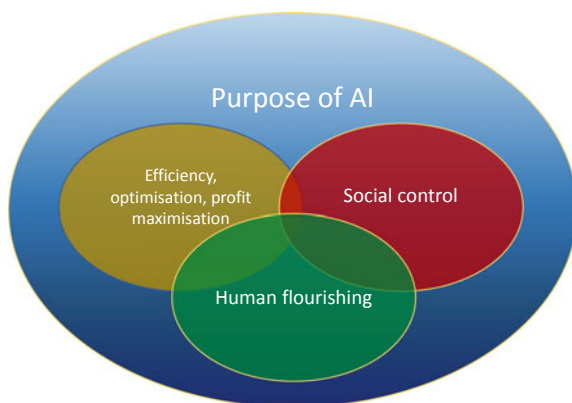 Purpose of AI
Efficiency,
optimisation, profit
maximisation
Social control
Human flourishing